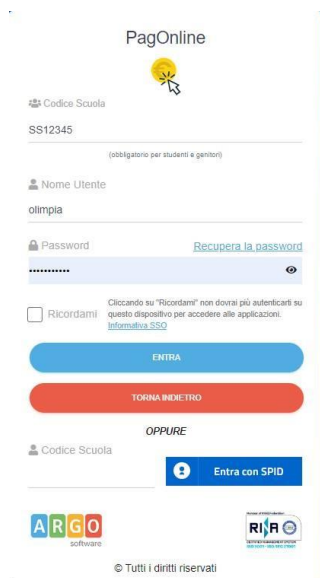 PagOnline
Codice Scuola
SS12345
(obbligatorio per studenti e genitori)
Nome Utente
olimpia
Password Recupera la password
•••••••••••
Ricordami
Cliccando su "Ricordami" non dovrai più autenticarti su
questo dispositivo per accedere alle applicazioni.
Informativa SSO
ENTRA
TORNA INDIETRO
OPPURE
Codice Scuola
Entra con SPID
ARGO
software
RINA
© Tutti i diritti riservati